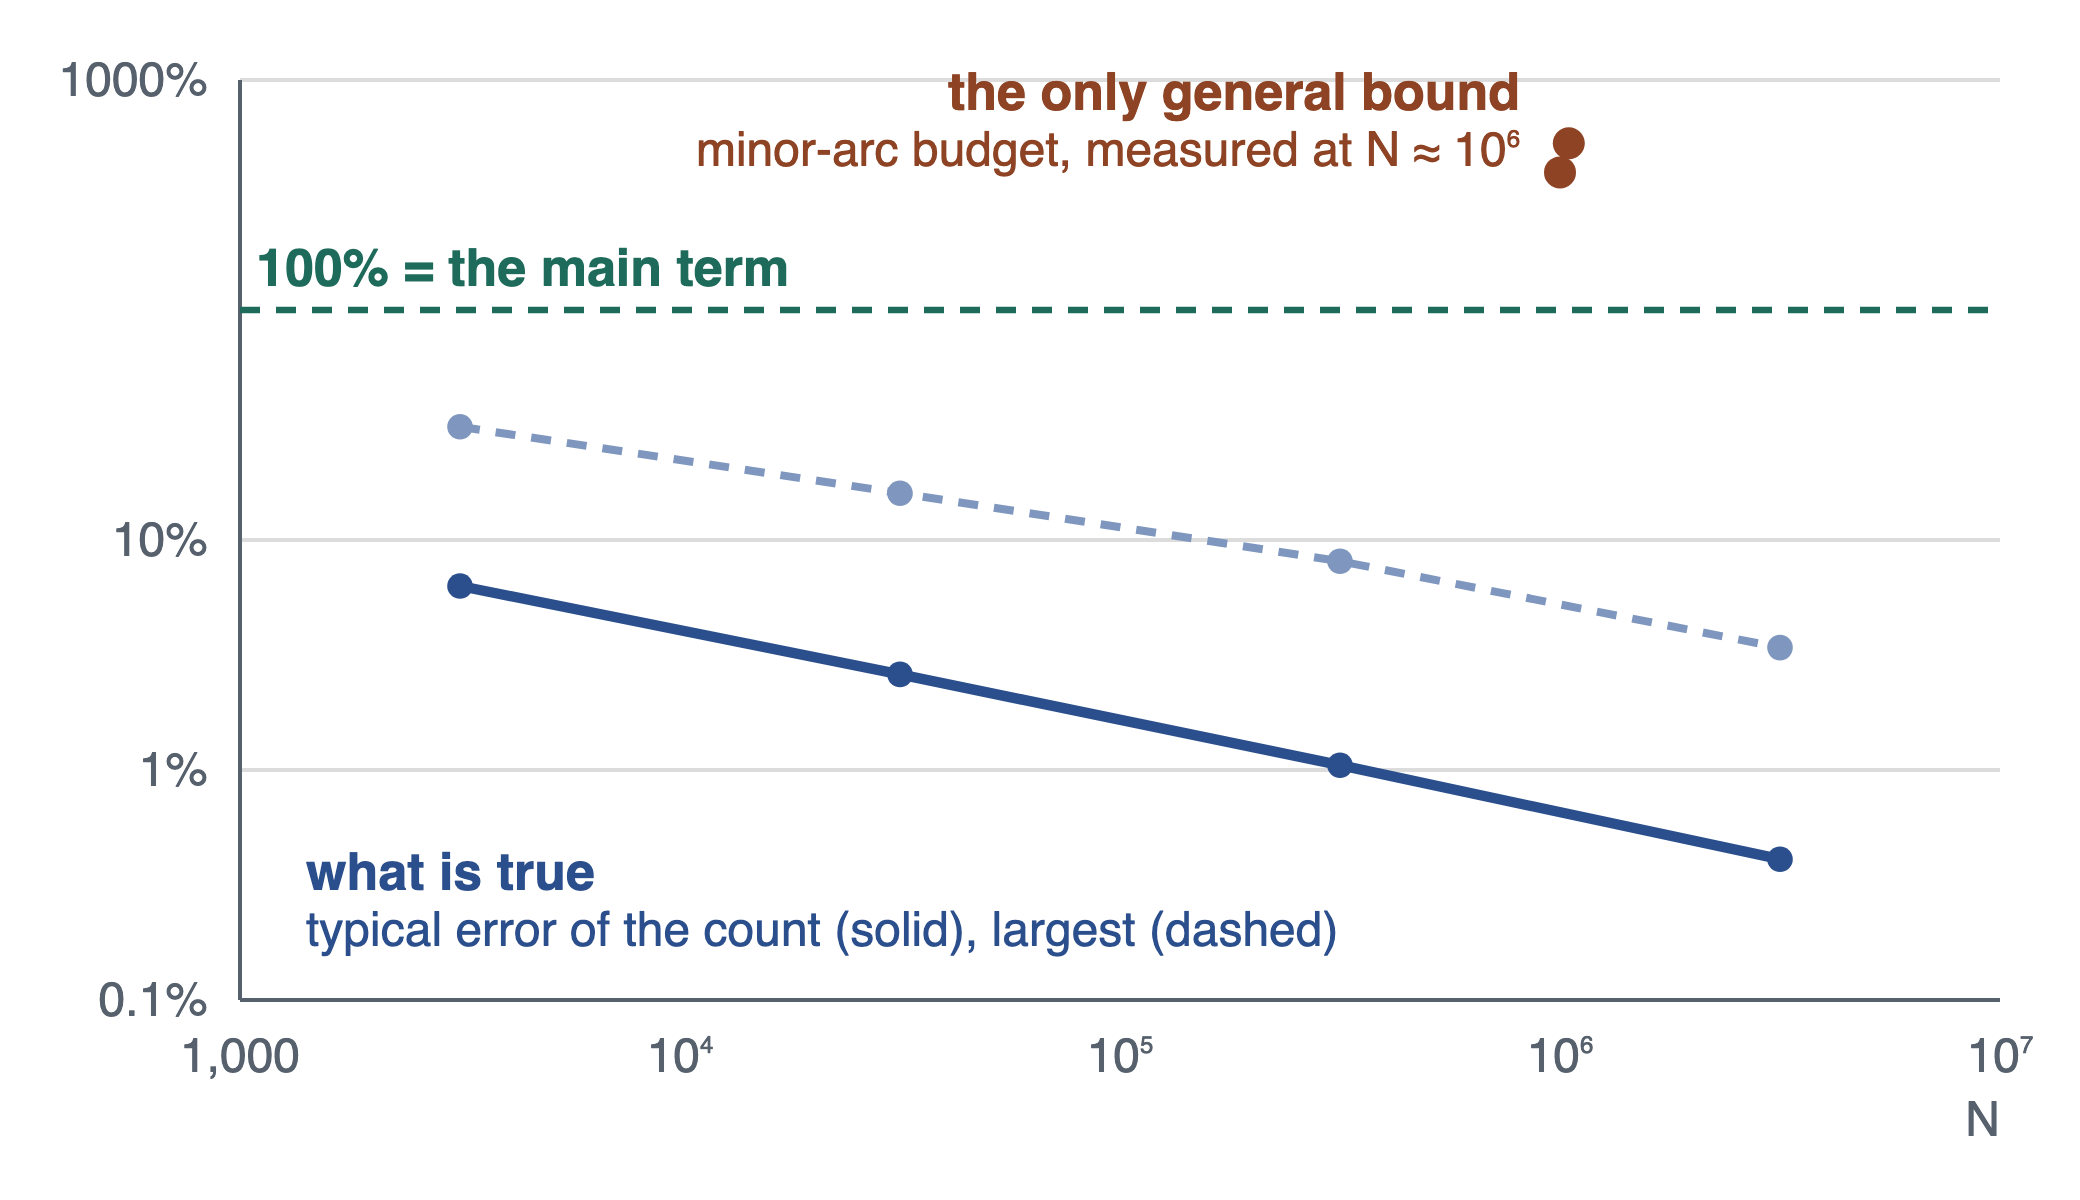 1000%
the only general bound
minor-arc budget, measured at N ≈ 10⁶
100% = the main term
10%
1%
what is true
typical error of the count (solid), largest (dashed)
0.1%
1,000 10⁴ 10⁵ 10⁶ 10⁷
N